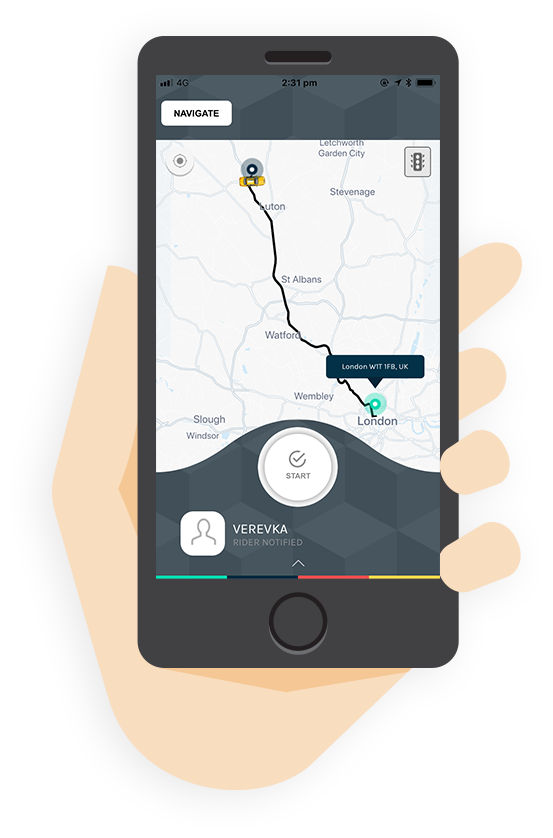 4G
2:31 pm
NAVIGATE
Letchworth
Garden City
Stevenage
Luton
St Albans
Watford
London W1T 1FB, UK
Wembley
Slough
London
Windsor
START
VEREVKA
RIDER NOTIFIED